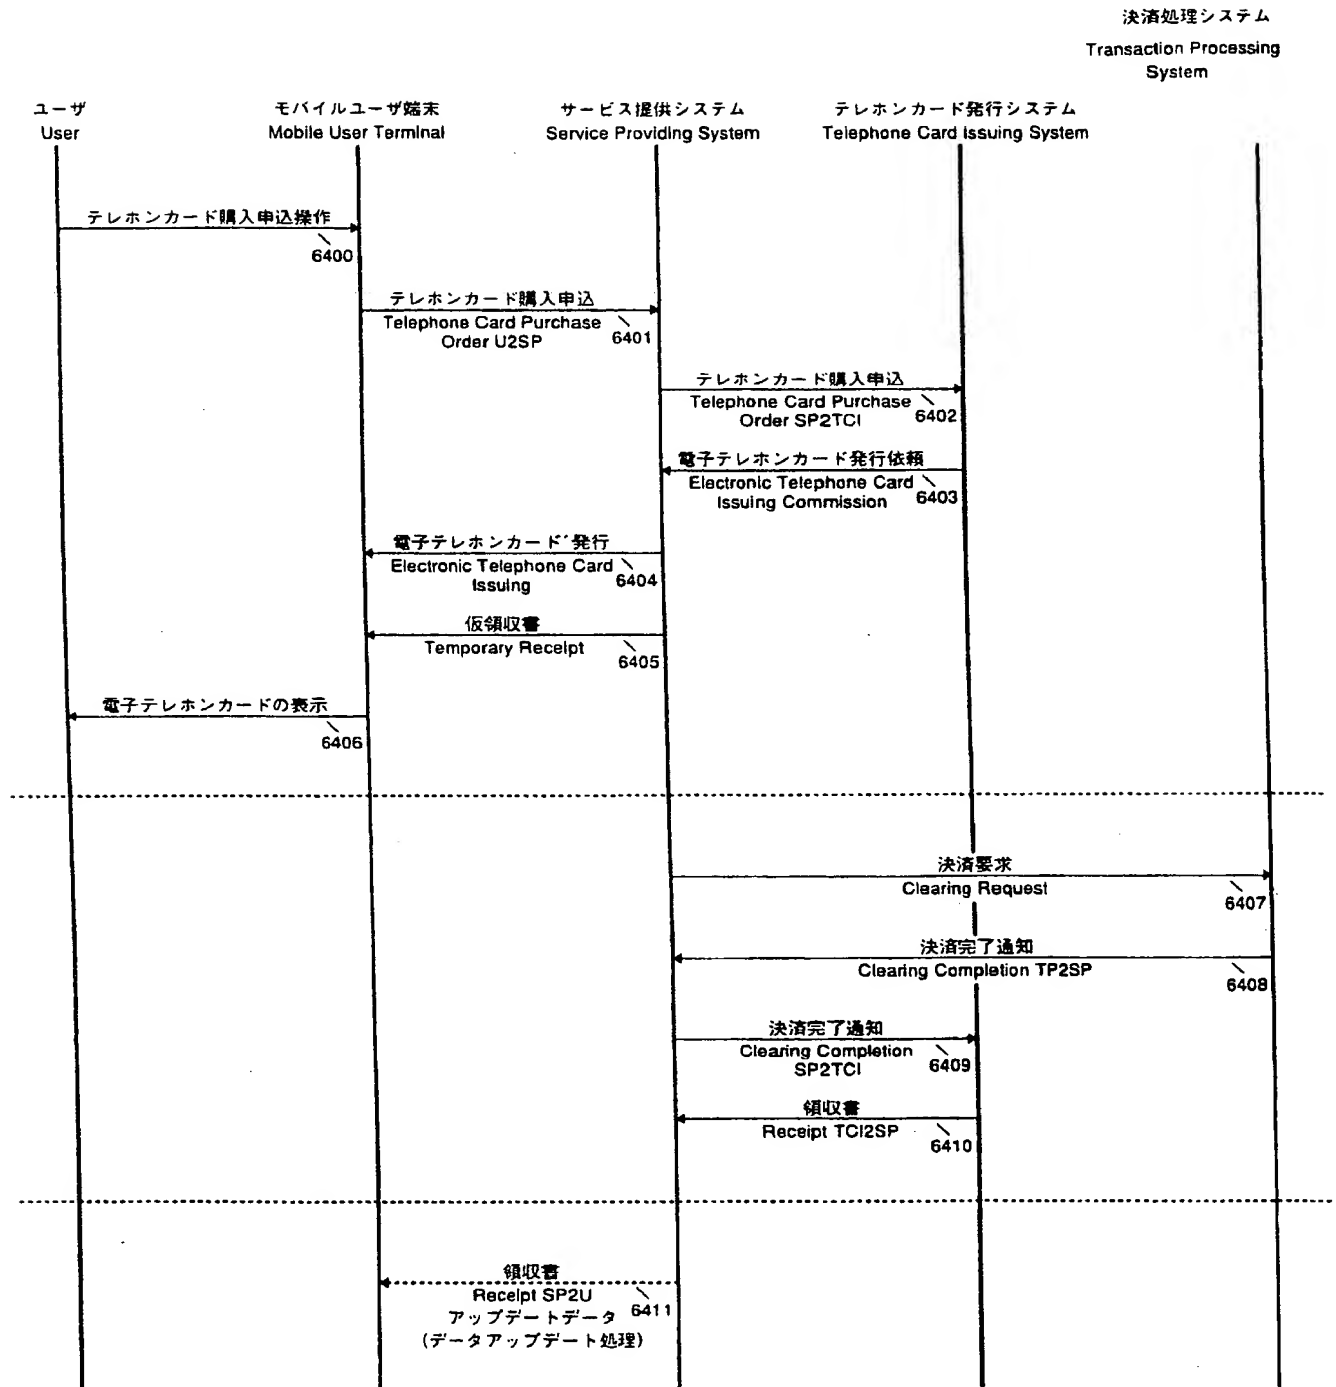 決済処理システム
Transaction Processing
System
ユーザ
User
モバイルユーザ端末
Mobile User Terminal
サービス提供システム
Service Providing System
テレホンカード発行システム
Telephone Card Issuing System
テレホンカード購入申込操作
6400
テレホンカード購入申込
Telephone Card Purchase
Order U2SP
6401
テレホンカード購入申込
Telephone Card Purchase
Order SP2TCI
6402
電子テレホンカード発行依頼
Electronic Telephone Card
Issuing Commission
6403
電子テレホンカード発行
Electronic Telephone Card
Issuing
6404
仮領収書
Temporary Receipt
6405
電子テレホンカードの表示
6406
決済要求
Clearing Request
6407
決済完了通知
Clearing Completion TP2SP
6408
決済完了通知
Clearing Completion
SP2TCI
6409
領収書
Receipt TCI2SP
6410
領収書
Receipt SP2U
6411
アップデートデータ
(データアップデート処理)